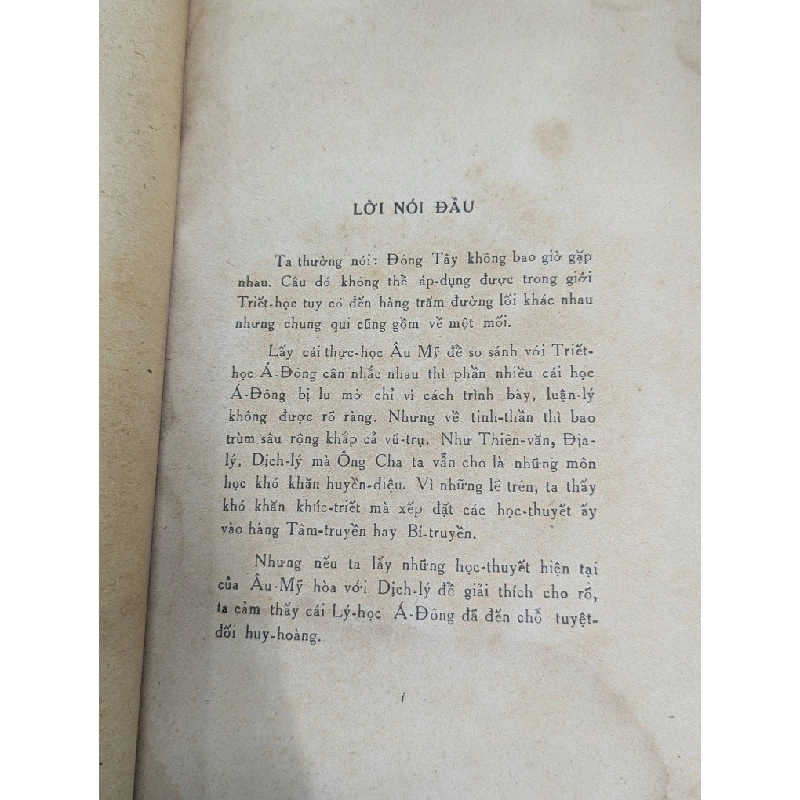 LỜI NÓI ĐẦU
Ta thường nói: Đông Tây không bao giờ gặp
nhau. Câu đó không thể áp-dụng được trong giới
Triết-học tuy có đến hàng trăm đường lối khác nhau
nhưng chung qui cũng gồm về một mối.
Lấy cái thực-học Âu Mỹ để so sánh với Triết-
học Á-Đông cân nhắc nhau thì phần nhiều cái học
Á-Đông bị lu mờ chỉ vì cách trình bày, luận-lý
không được rõ ràng. Nhưng về tinh-thần thì bao
trùm sâu rộng khắp cả vũ-trụ. Như Thiên-văn, Địa-
lý, Dịch-lý mà Ông Cha ta vẫn cho là những môn
học khó khăn huyền-diệu. Vì những lẽ trên, ta thấy
khó khăn khúc-triết mà xếp đặt các học-thuyết ấy
vào hàng Tâm-truyền hay Bí-truyền.
Nhưng nếu ta lấy những học-thuyết hiện tại
của Âu-Mỹ hòa với Dịch-lý để giải thích cho rõ,
ta cảm thấy cái Lý-học Á-Đông đã đến chỗ tuyệt-
đối huy-hoàng.